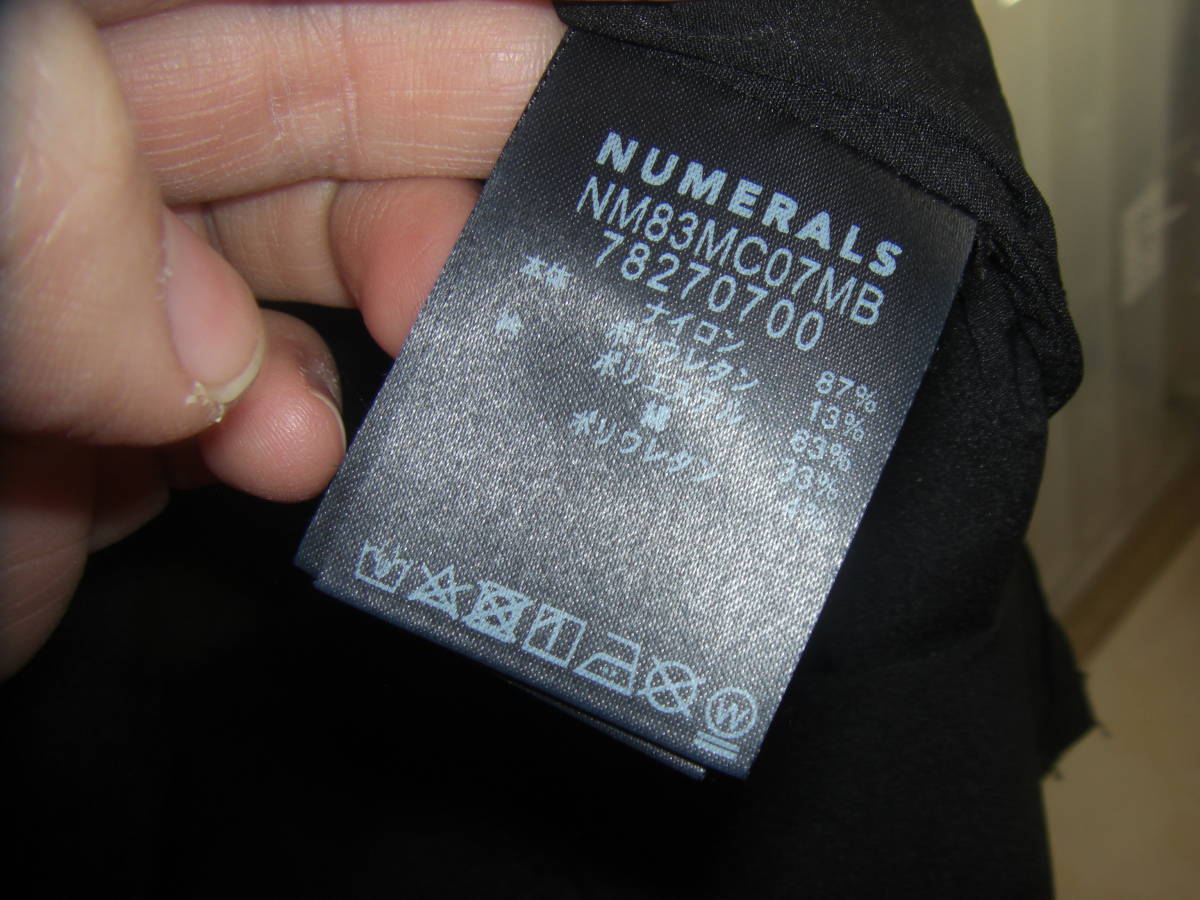 NUMERALS
NM83MC07MB
78270700
本体 ナイロン 87%
ポリウレタン 13%
ポリエステル 63%
綿 33%
ポリウレタン 4%
W